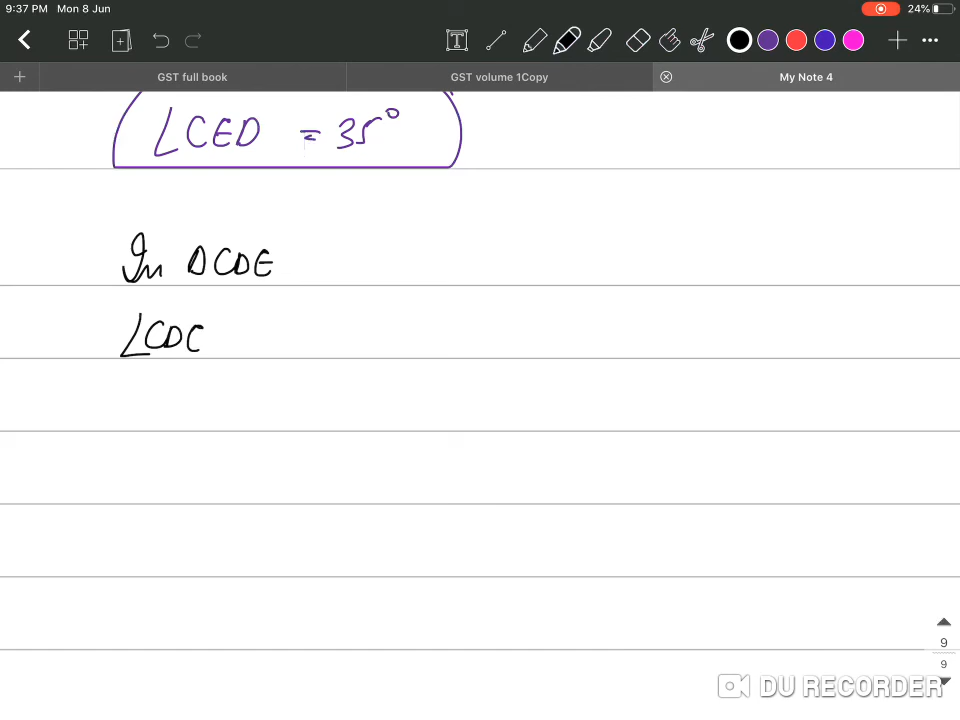 9:37 PM Mon 8 Jun
24%
T
GST full book
GST volume 1Copy
My Note 4
∠CED = 35°
In ΔCDE
∠CDE
9
9
DU RECORDER